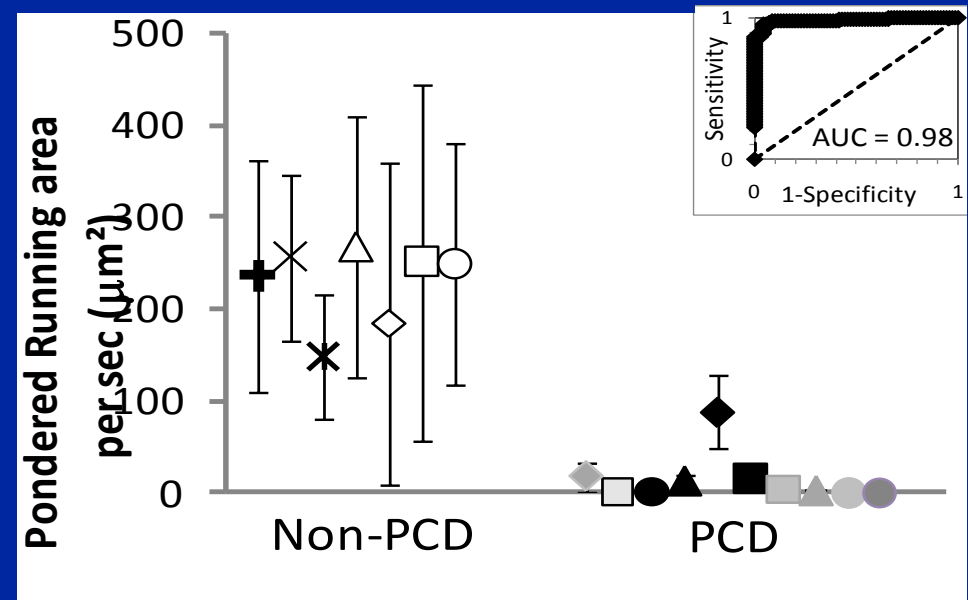 Pondered Running area
per sec (µm²)
500
400
300
200
100
0
Non-PCD
PCD
Sensitivity
1
0
AUC = 0.98
0
1-Specificity
1